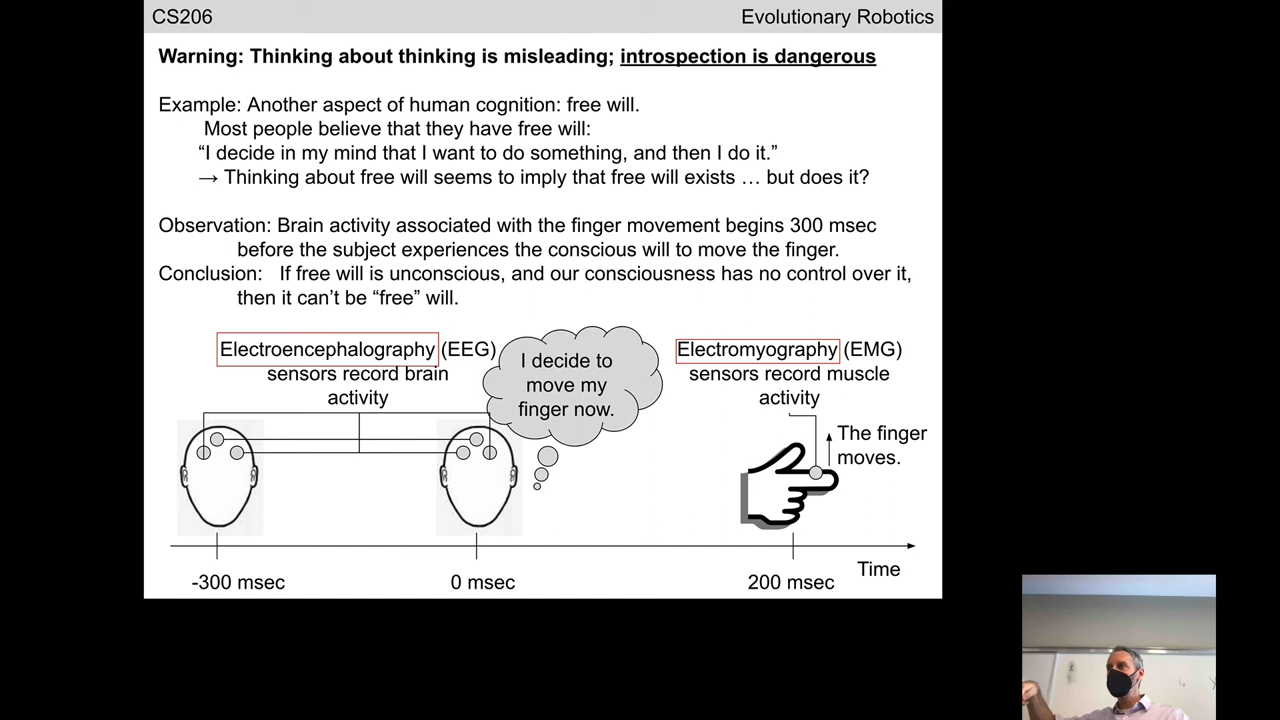 CS206
Evolutionary Robotics
Warning: Thinking about thinking is misleading; introspection is dangerous
Example: Another aspect of human cognition: free will.
Most people believe that they have free will:
“I decide in my mind that I want to do something, and then I do it.”
→ Thinking about free will seems to imply that free will exists … but does it?
Observation: Brain activity associated with the finger movement begins 300 msec
before the subject experiences the conscious will to move the finger.
Conclusion: If free will is unconscious, and our consciousness has no control over it,
then it can’t be “free” will.
Electroencephalography (EEG)
sensors record brain
activity
I decide to
move my
finger now.
Electromyography (EMG)
sensors record muscle
activity
The finger
moves.
-300 msec
0 msec
200 msec
Time